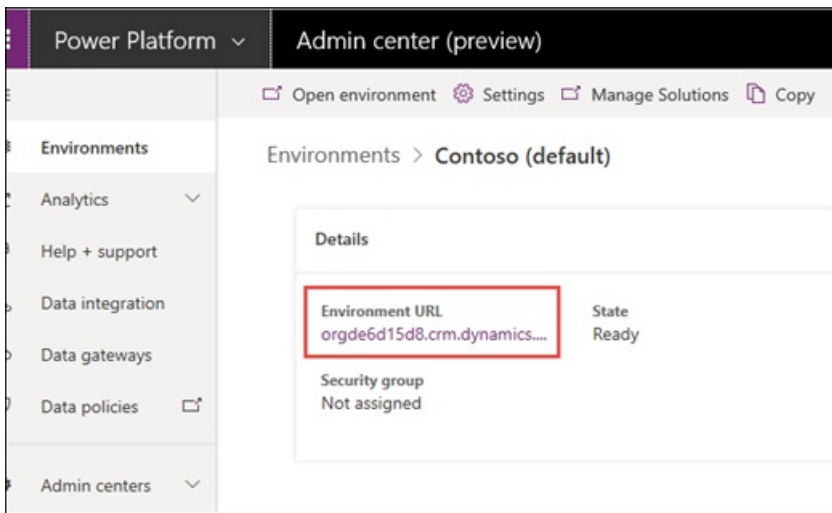 Power Platform
Admin center (preview)
Open environment Settings Manage Solutions Copy
Environments
Analytics
Help + support
Data integration
Data gateways
Data policies
Admin centers
Environments > Contoso (default)
Details
Environment URL
orgde6d15d8.crm.dynamics....
State
Ready
Security group
Not assigned